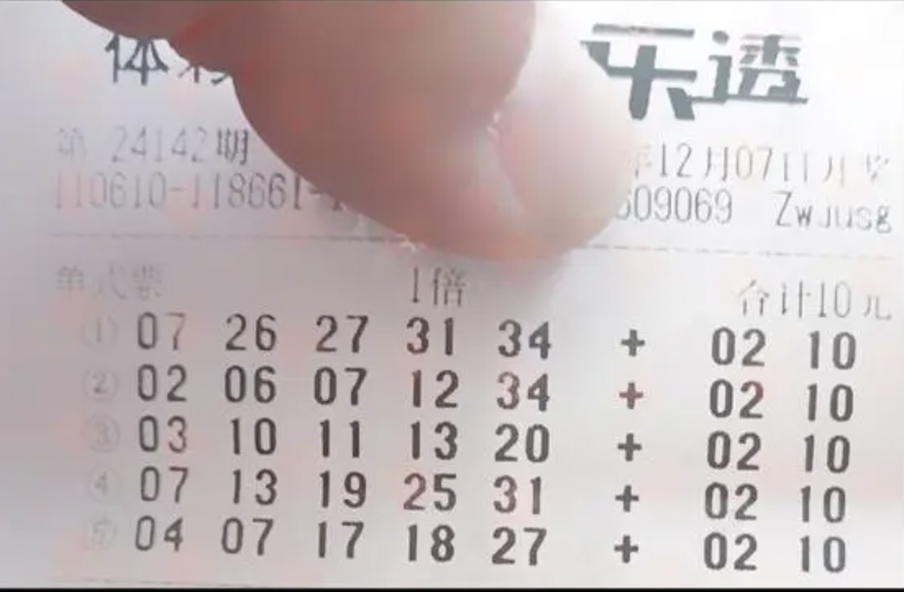 体 乐透
第 24142期 年12月07日开奖
110610-118661- 609069 Zwjusg
单式票 1倍 合计10元
① 07 26 27 31 34 + 02 10
② 02 06 07 12 34 + 02 10
③ 03 10 11 13 20 + 02 10
④ 07 13 19 25 31 + 02 10
⑤ 04 07 17 18 27 + 02 10